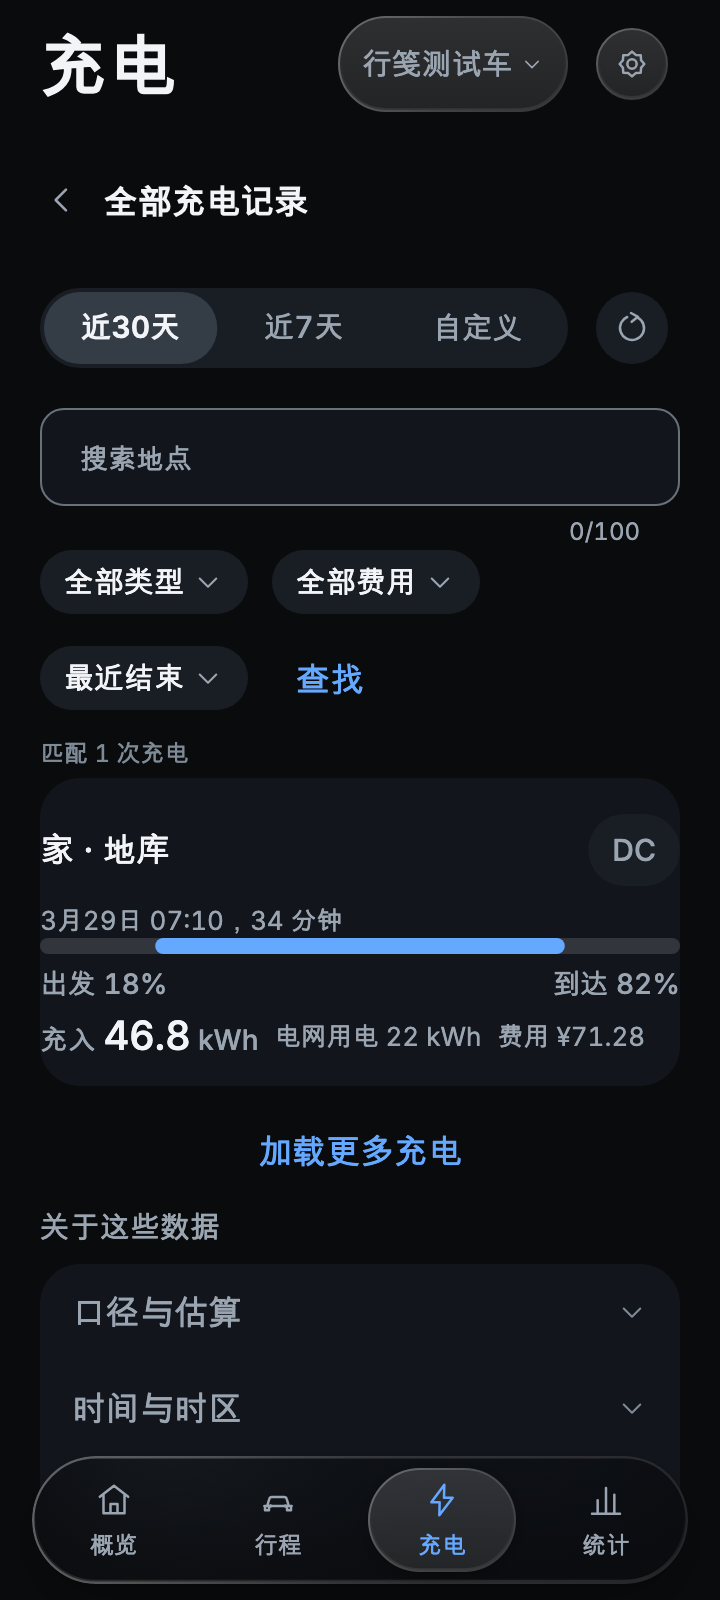 充电
行笺测试车
全部充电记录
近30天 近7天 自定义
搜索地点
0/100
全部类型 全部费用
最近结束 查找
匹配 1 次充电
家 · 地库 DC
3月29日 07:10，34 分钟
出发 18% 到达 82%
充入 46.8 kWh 电网用电 22 kWh 费用 ¥71.28
加载更多充电
关于这些数据
口径与估算
时间与时区
概览 行程 充电 统计